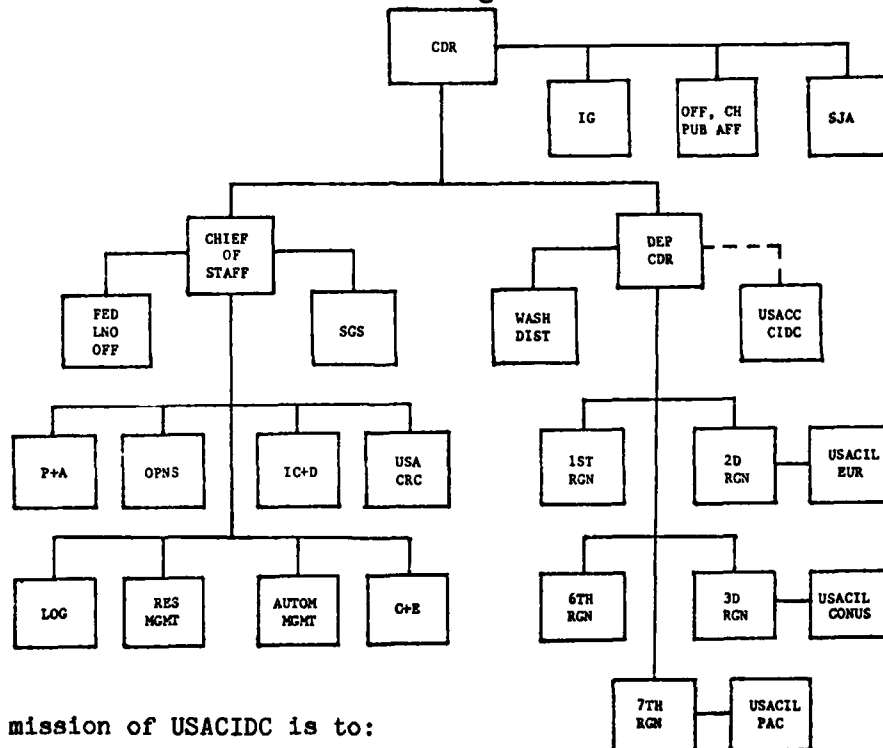 CDR
IG
OFF, CH
PUB AFF
SJA
CHIEF
OF
STAFF
DEP
CDR
FED
LNO
OFF
SGS
WASH
DIST
USACC
CIDC
P+A
OPNS
IC+D
USA
CRC
1ST
RGN
2D
RGN
USACIL
EUR
LOG
RES
MGMT
AUTOM
MGMT
C+E
6TH
RGN
3D
RGN
USACIL
CONUS
7TH
RGN
USACIL
PAC
mission of USACIDC is to: